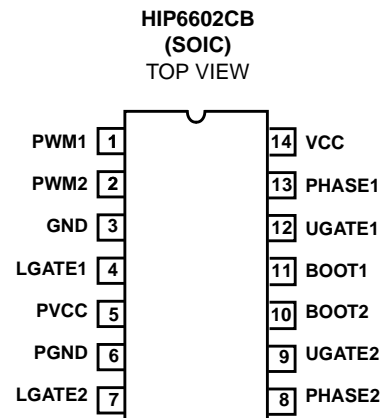 HIP6602CB
(SOIC)
TOP VIEW
PWM1 1 14 VCC
PWM2 2 13 PHASE1
GND 3 12 UGATE1
LGATE1 4 11 BOOT1
PVCC 5 10 BOOT2
PGND 6 9 UGATE2
LGATE2 7 8 PHASE2